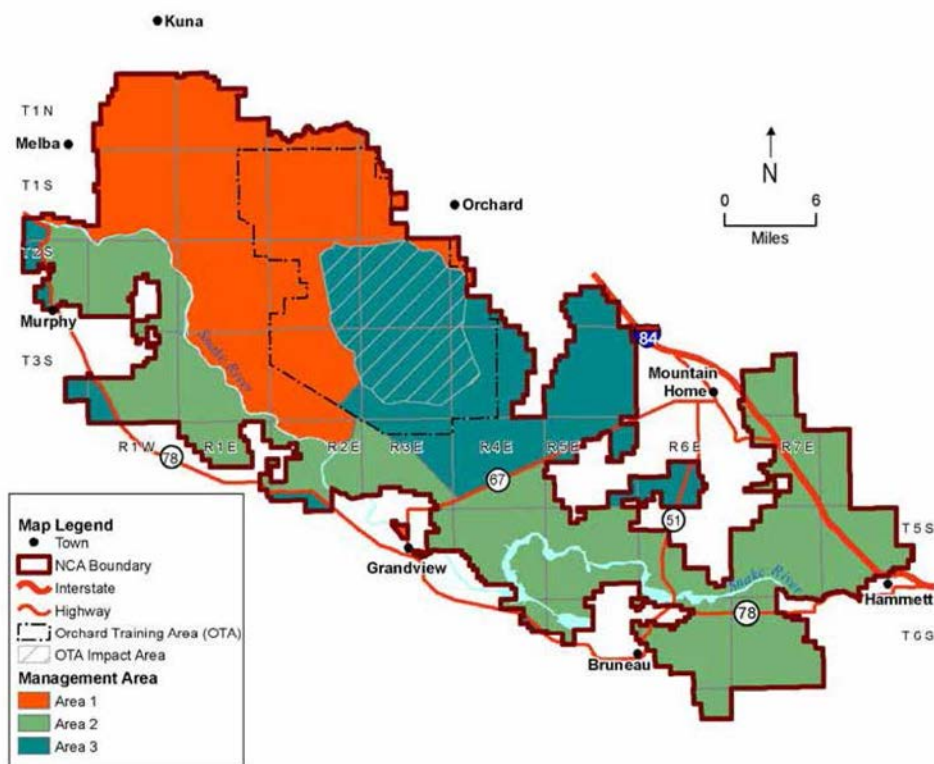 Kuna
T1N
Melba
T1S
Orchard
N
0 6
Miles
T2S
Murphy
Snake River
84
T3S
Mountain
Home
R1W
R1E
R2E
R3E
R4E
R5E
R6E
R7E
78
67
51
T5S
Grandview
Snake River
Hammett
78
Bruneau
Map Legend
Town
NCA Boundary
Interstate
Highway
Orchard Training Area (OTA)
OTA Impact Area
Management Area
Area 1
Area 2
Area 3